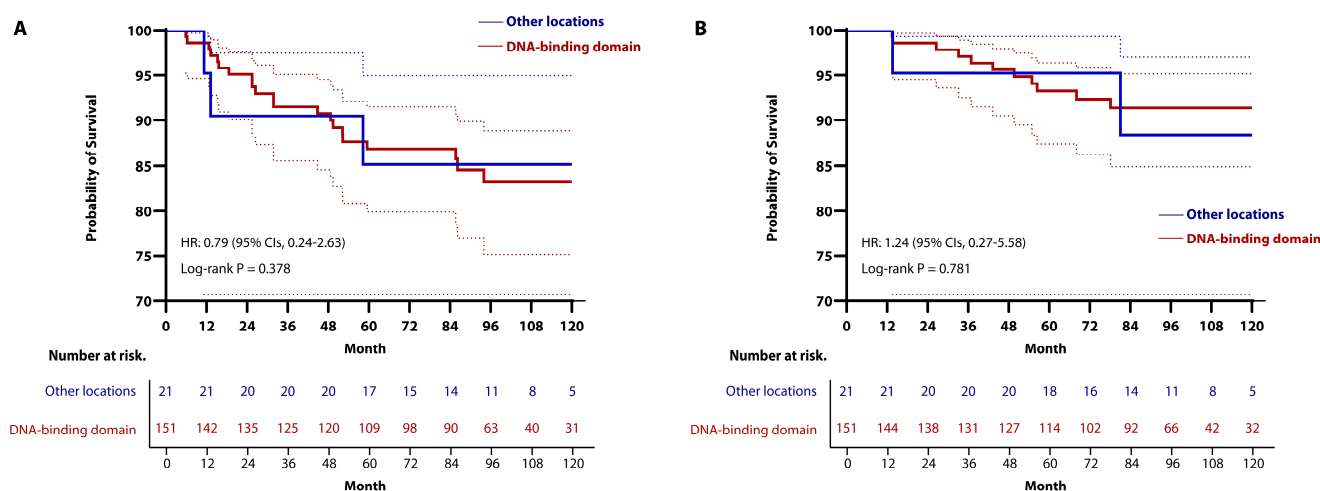 A
Other locations
DNA-binding domain
100
95
90
85
80
75
70
Probability of Survival
HR: 0.79 (95% CIs, 0.24-2.63)
Log-rank P = 0.378
0 12 24 36 48 60 72 84 96 108 120
Month
Number at risk.
Other locations 21 21 20 20 20 17 15 14 11 8 5
DNA-binding domain 151 142 135 125 120 109 98 90 63 40 31
0 12 24 36 48 60 72 84 96 108 120
Month
B
100
95
90
85
80
75
70
Probability of Survival
Other locations
DNA-binding domain
HR: 1.24 (95% CIs, 0.27-5.58)
Log-rank P = 0.781
0 12 24 36 48 60 72 84 96 108 120
Month
Number at risk.
Other locations 21 21 20 20 20 18 16 14 11 8 5
DNA-binding domain 151 144 138 131 127 114 102 92 66 42 32
0 12 24 36 48 60 72 84 96 108 120
Month